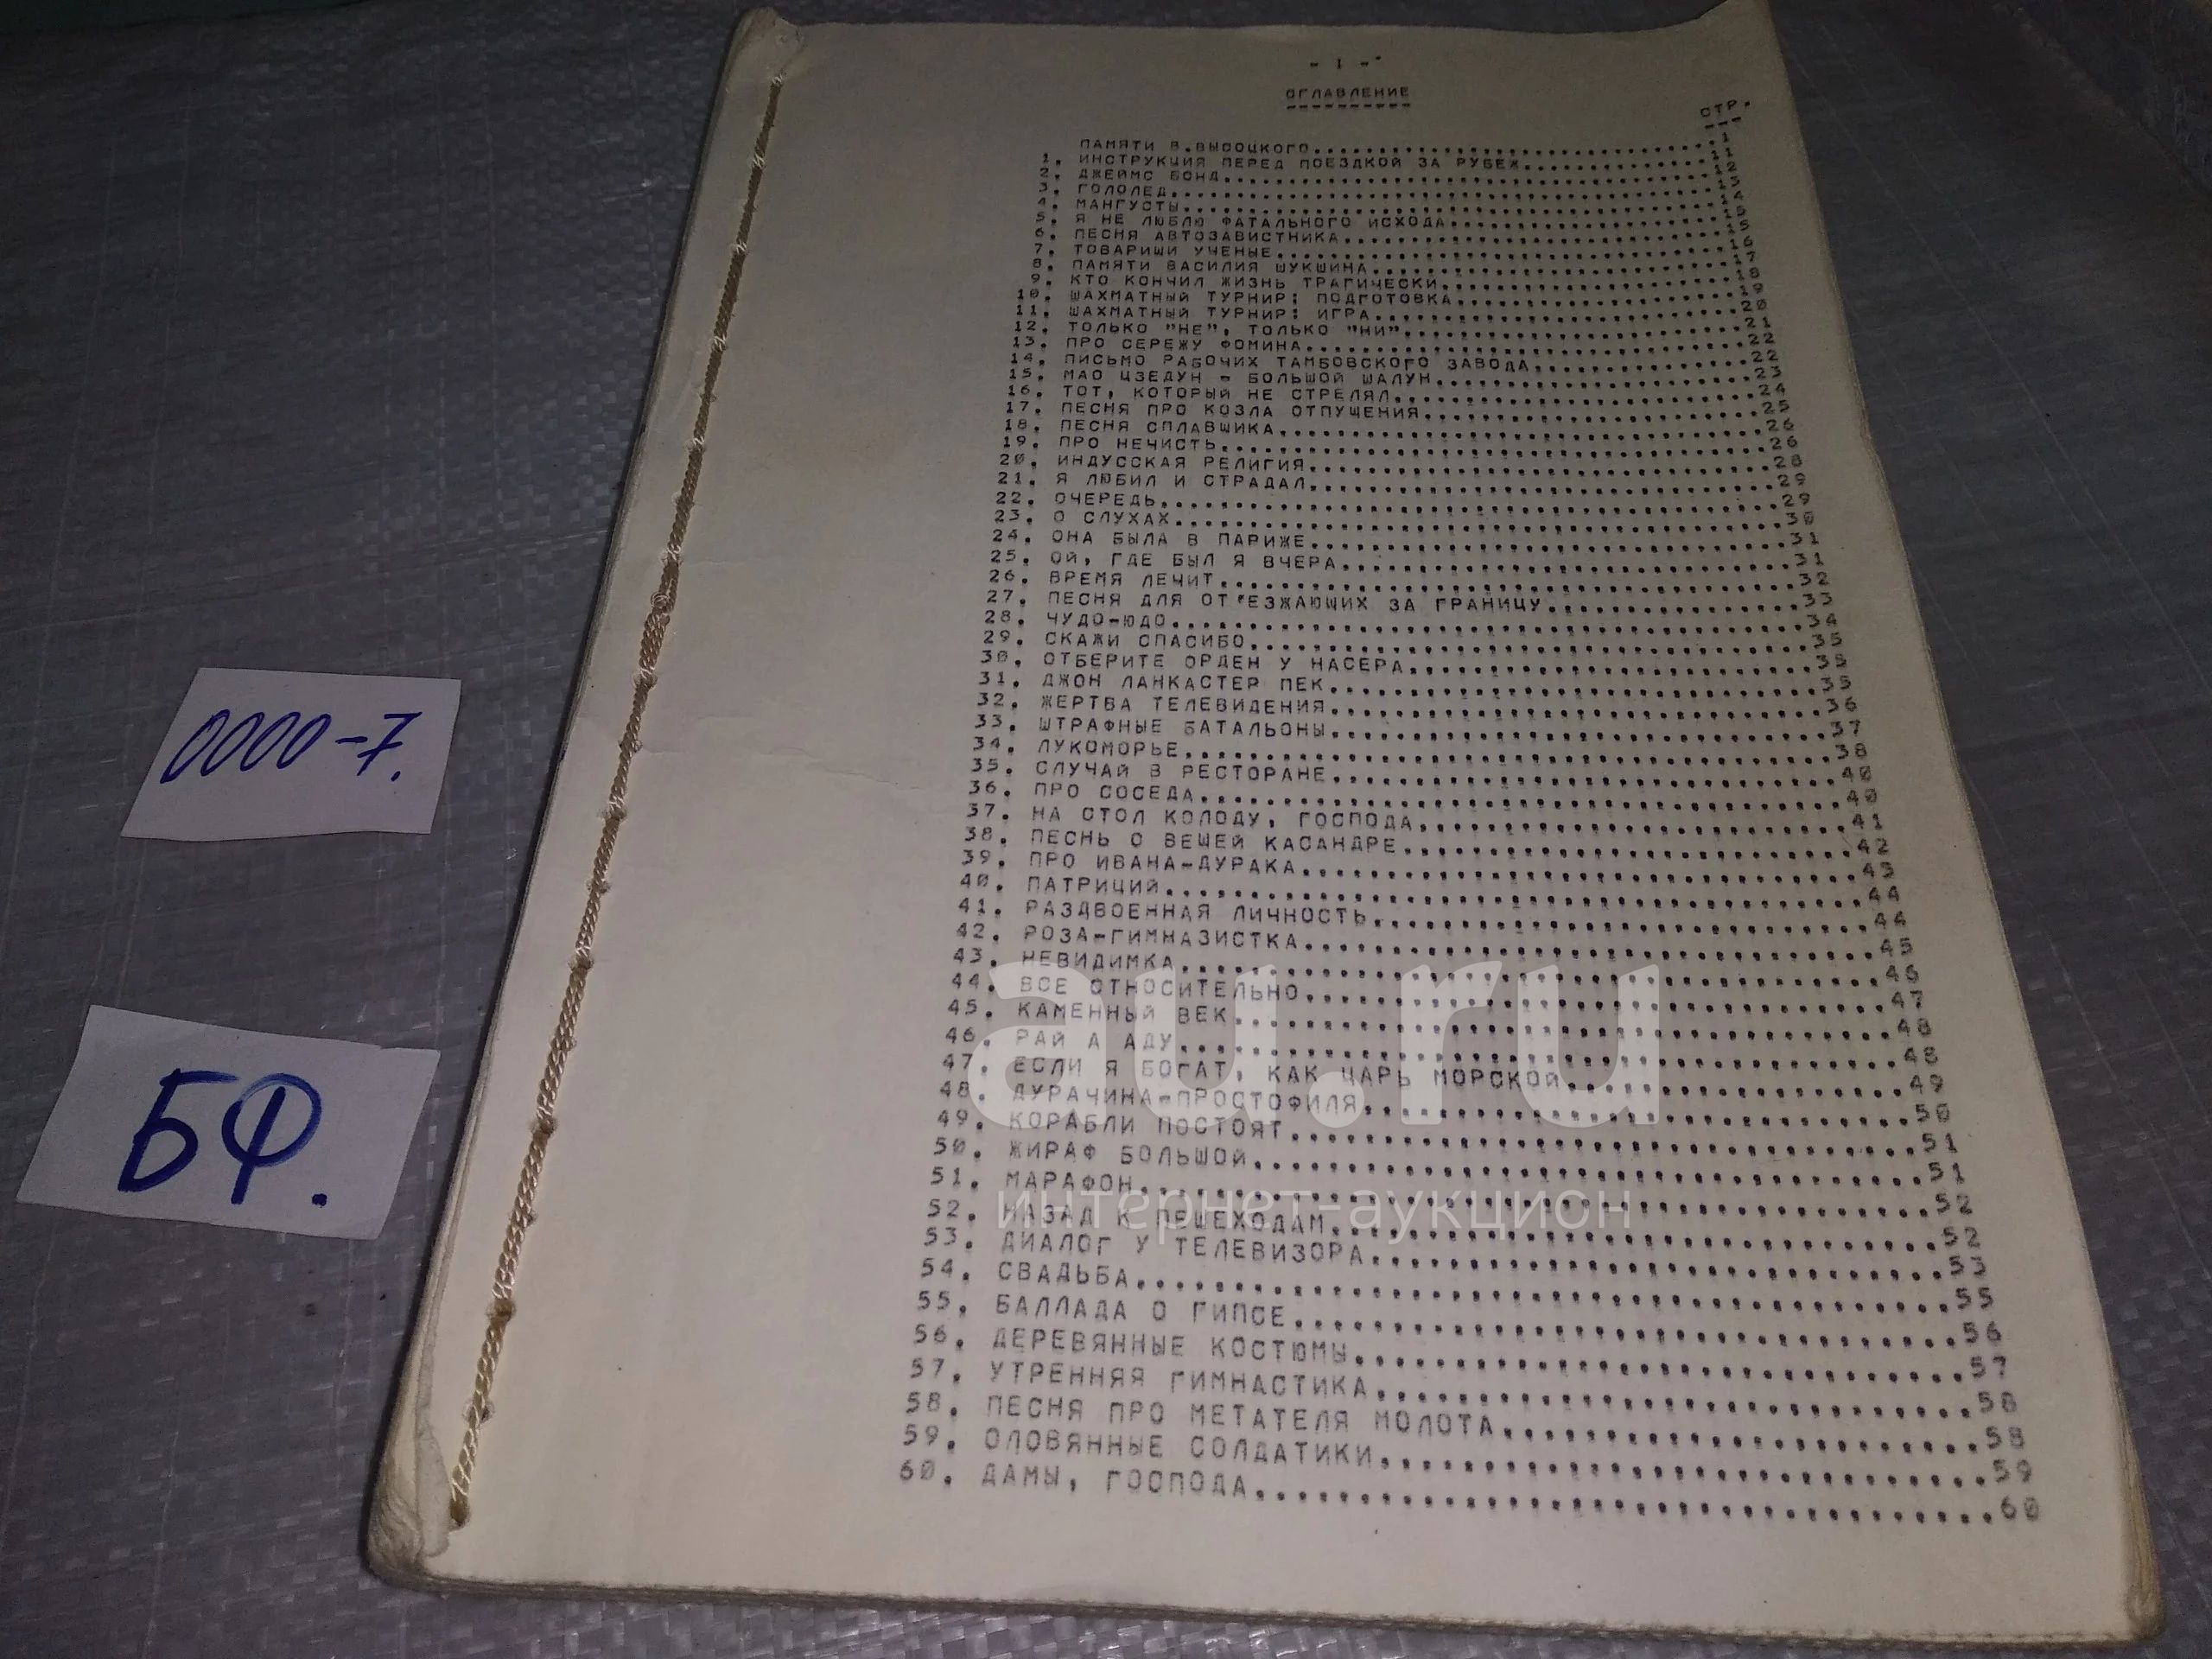 - 1 -
ОГЛАВЛЕНИЕ
СТР.
ПАМЯТИ В.ВЫСОЦКОГО
1. ИНСТРУКЦИЯ ПЕРЕД ПОЕЗДКОЙ ЗА РУБЕЖ
2. ДЖЕЙМС БОНД
3. ГОЛОЛЕД
4. МАНГУСТЫ
5. Я НЕ ЛЮБЛЮ ФАТАЛЬНОГО ИСХОДА
6. ПЕСНЯ АВТОЗАВИСТНИКА
7. ТОВАРИЩИ УЧЕНЫЕ
8. ПАМЯТИ ВАСИЛИЯ ШУКШИНА
9. КТО КОНЧИЛ ЖИЗНЬ ТРАГИЧЕСКИ
10. ШАХМАТНЫЙ ТУРНИР: ПОДГОТОВКА
11. ШАХМАТНЫЙ ТУРНИР: ИГРА
12. ТОЛЬКО "НЕ", ТОЛЬКО "НИ"
13. ПРО СЕРЕЖУ ФОМИНА
14. ПИСЬМО РАБОЧИХ ТАМБОВСКОГО ЗАВОДА
15. МАО ЦЗЕДУН - БОЛЬШОЙ ШАЛУН
16. ТОТ, КОТОРЫЙ НЕ СТРЕЛЯЛ
17. ПЕСНЯ ПРО КОЗЛА ОТПУЩЕНИЯ
18. ПЕСНЯ СПЛАВЩИКА
19. ПРО НЕЧИСТЬ
20. ИНДУССКАЯ РЕЛИГИЯ
21. Я ЛЮБИЛ И СТРАДАЛ
22. ОЧЕРЕДЬ
23. О СЛУХАХ
24. ОНА БЫЛА В ПАРИЖЕ
25. ОЙ, ГДЕ БЫЛ Я ВЧЕРА
26. ВРЕМЯ ЛЕЧИТ
27. ПЕСНЯ ДЛЯ ОТ'ЕЗЖАЮЩИХ ЗА ГРАНИЦУ
28. ЧУДО-ЮДО
29. СКАЖИ СПАСИБО
30. ОТБЕРИТЕ ОРДЕН У НАСЕРА
31. ДЖОН ЛАНКАСТЕР ПЕК
32. ЖЕРТВА ТЕЛЕВИДЕНИЯ
33. ШТРАФНЫЕ БАТАЛЬОНЫ
34. ЛУКОМОРЬЕ
35. СЛУЧАЙ В РЕСТОРАНЕ
36. ПРО СОСЕДА
37. НА СТОЛ КОЛОДУ, ГОСПОДА
38. ПЕСНЬ О ВЕЩЕЙ КАСАНДРЕ
39. ПРО ИВАНА-ДУРАКА
40. ПАТРИЦИЙ
41. РАЗДВОЕННАЯ ЛИЧНОСТЬ
42. РОЗА-ГИМНАЗИСТКА
43. НЕВИДИМКА
44. ВСЕ ОТНОСИТЕЛЬНО
45. КАМЕННЫЙ ВЕК
46. РАЙ А АДУ
47. ЕСЛИ Я БОГАТ, КАК ЦАРЬ МОРСКОЙ
48. ДУРАЧИНА-ПРОСТОФИЛЯ
49. КОРАБЛИ ПОСТОЯТ
50. ЖИРАФ БОЛЬШОЙ
51. МАРАФОН
52. НАЗАД К ПЕШЕХОДАМ
53. ДИАЛОГ У ТЕЛЕВИЗОРА
54. СВАДЬБА
55. БАЛЛАДА О ГИПСЕ
56. ДЕРЕВЯННЫЕ КОСТЮМЫ
57. УТРЕННЯЯ ГИМНАСТИКА
58. ПЕСНЯ ПРО МЕТАТЕЛЯ МОЛОТА
59. ОЛОВЯННЫЕ СОЛДАТИКИ..........59
60. ДАМЫ, ГОСПОДА..........60
0000-7.
БФ.
au.ru
интернет-аукцион